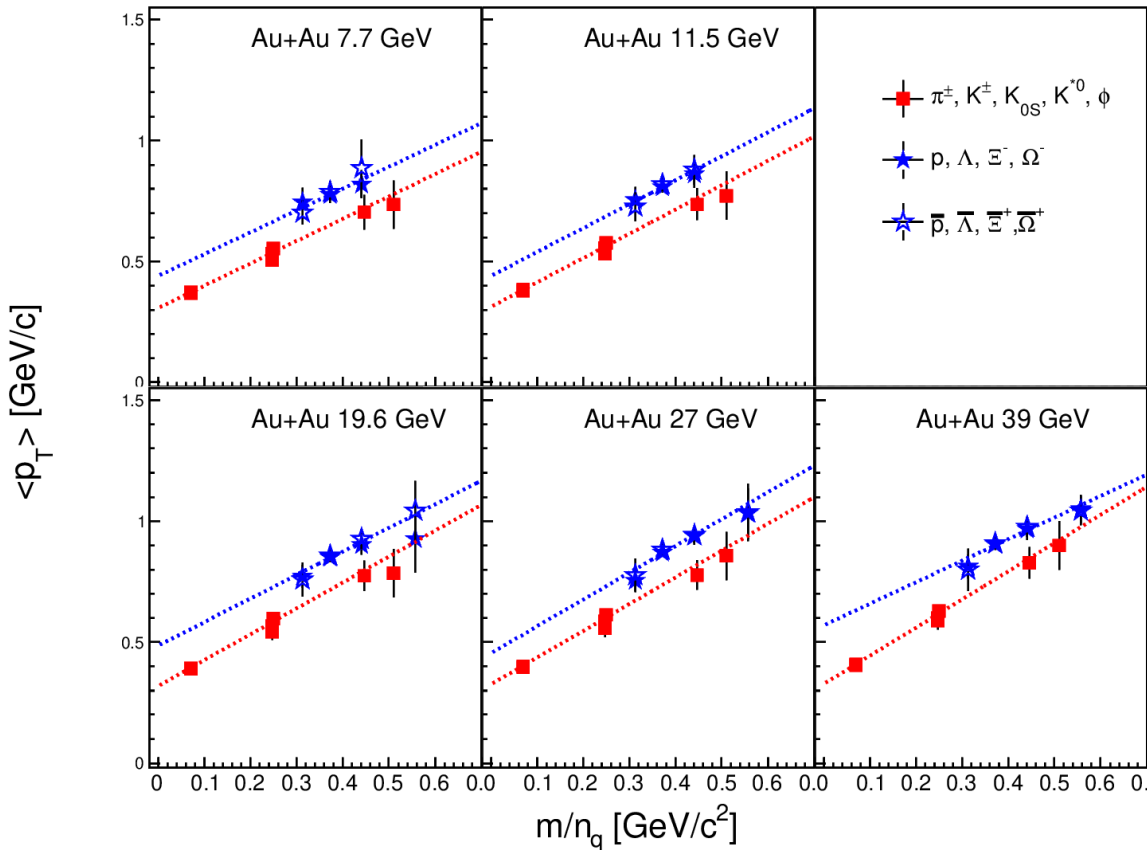 1.5
Au+Au 7.7 GeV
Au+Au 11.5 GeV
1
0.5
0
π±, K±, K0S, K*0, ϕ
p, Λ, Ξ-, Ω-
p̅, Λ̅, Ξ̅+,Ω̅+
<pT> [GeV/c]
1.5
Au+Au 19.6 GeV
Au+Au 27 GeV
Au+Au 39 GeV
1
0.5
0
0 0.1 0.2 0.3 0.4 0.5 0.6 0. 0 0.1 0.2 0.3 0.4 0.5 0.6 0.0 0.1 0.2 0.3 0.4 0.5 0.6 0.
m/nq [GeV/c2]